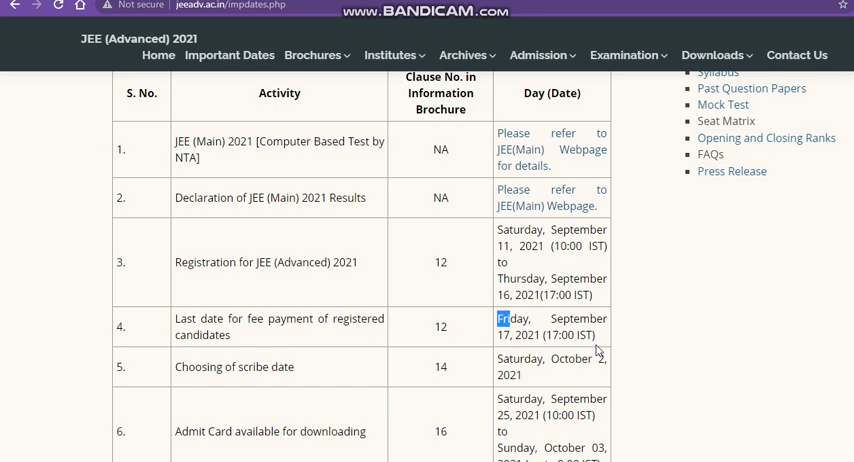 Not secure jeeadv.ac.in/impdates.php
www.BANDICAM.com
JEE (Advanced) 2021
Home Important Dates Brochures Institutes Archives Admission Examination Downloads Contact Us
S. No. Activity Clause No. in Information Brochure Day (Date)
1. JEE (Main) 2021 [Computer Based Test by
NTA]
NA
Please refer to
JEE(Main) Webpage
for details.
2. Declaration of JEE (Main) 2021 Results
NA
Please refer to
JEE(Main) Webpage.
3. Registration for JEE (Advanced) 2021
12
Saturday, September
11, 2021 (10:00 IST)
to
Thursday, September
16, 2021(17:00 IST)
4. Last date for fee payment of registered
candidates
12
Friday, September
17, 2021 (17:00 IST)
5. Choosing of scribe date
14
Saturday, October 2,
2021
6. Admit Card available for downloading
16
Saturday, September
25, 2021 (10:00 IST)
to
Sunday, October 03,
Syllabus
Past Question Papers
Mock Test
Seat Matrix
Opening and Closing Ranks
FAQs
Press Release